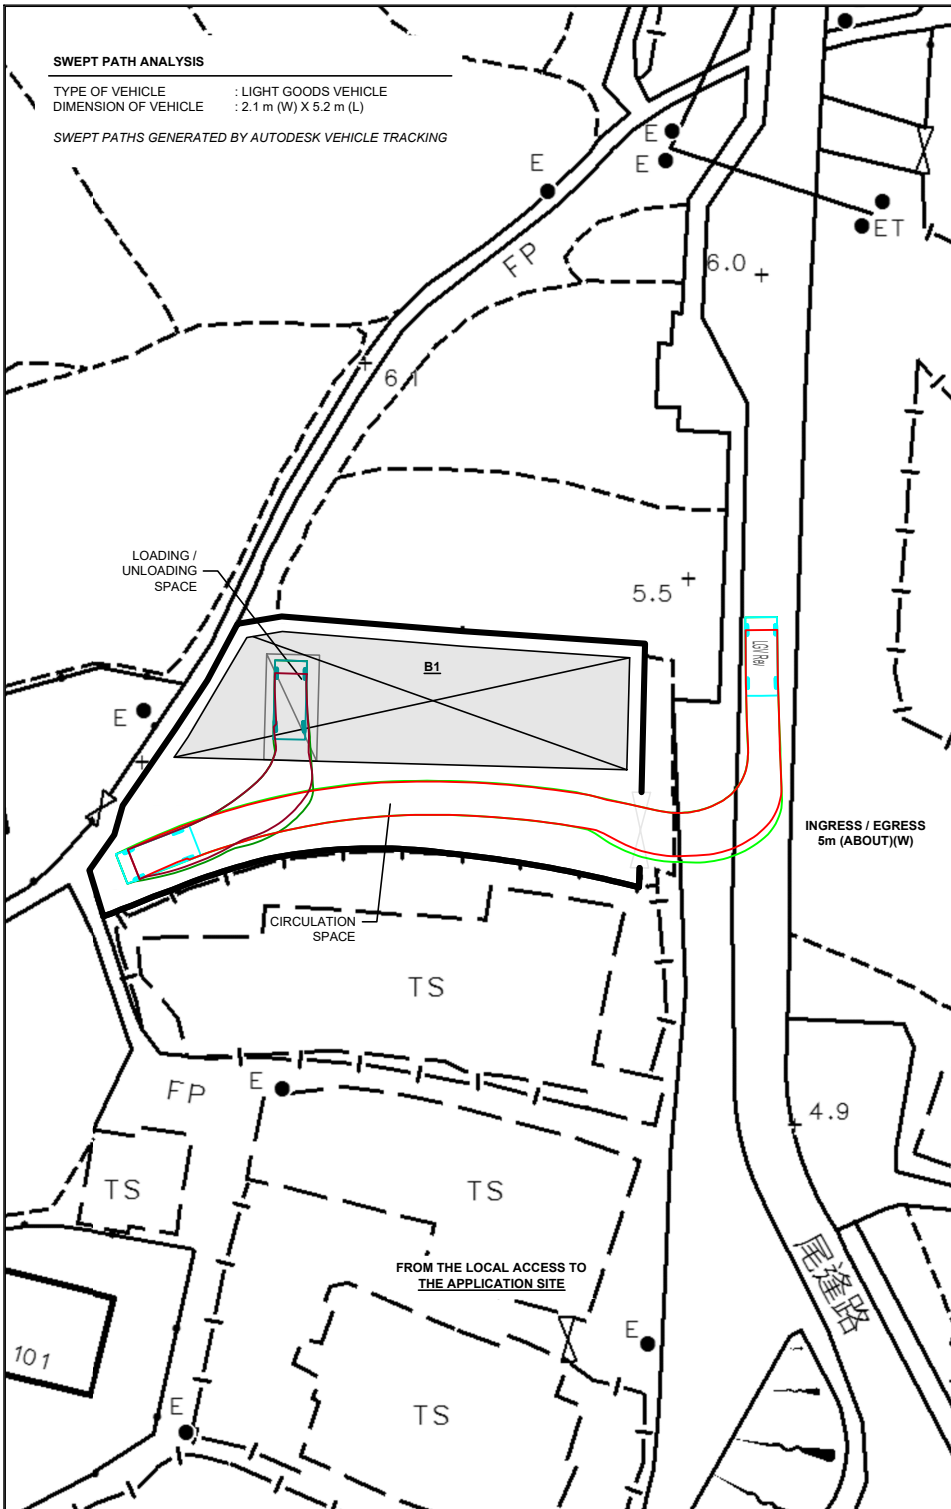 SWEPT PATH ANALYSIS
TYPE OF VEHICLE : LIGHT GOODS VEHICLE
DIMENSION OF VEHICLE : 2.1 m (W) X 5.2 m (L)
SWEPT PATHS GENERATED BY AUTODESK VEHICLE TRACKING
E
E
E
ET
FP
6.0
6.1
LOADING /
UNLOADING
SPACE
5.5
LGV Rev
B1
E
INGRESS / EGRESS
5m (ABOUT)(W)
CIRCULATION
SPACE
TS
FP
E
4.9
TS
TS
尾逢路
FROM THE LOCAL ACCESS TO
THE APPLICATION SITE
E
101
TS
E